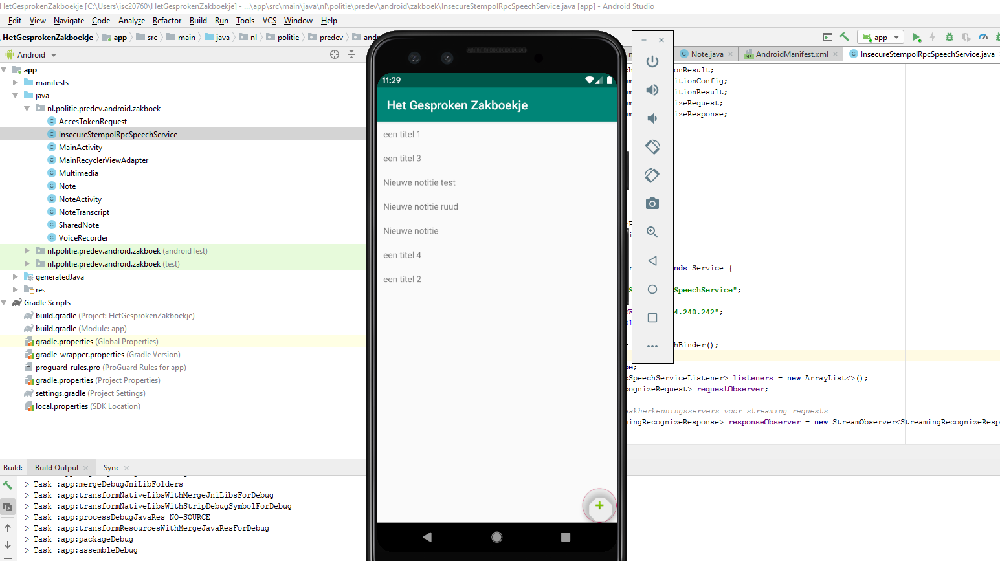 HetGesprokenZakboekje [C:\Users\isc20760\HetGesprokenZakboekje] - ...\app\src\main\java\nl\politie\predev\android\zakboek\InsecureStempolRpcSpeechService.java [app] - Android Studio
Edit View Navigate Code Analyze Refactor Build Run Tools VCS Window Help
HetGesprokenZakboekje app src main java nl politie predev app
Android Note.java AndroidManifest.xml InsecureStempolRpcSpeechService.java
app
manifests
java
nl.politie.predev.android.zakboek
AccesTokenRequest
InsecureStempolRpcSpeechService
MainActivity
MainRecyclerViewAdapter
Multimedia
Note
NoteActivity
NoteTranscript
SharedNote
VoiceRecorder
nl.politie.predev.android.zakboek (androidTest)
nl.politie.predev.android.zakboek (test)
generatedJava
res
Gradle Scripts
build.gradle (Project: HetGesprokenZakboekje)
build.gradle (Module: app)
gradle.properties (Global Properties)
gradle-wrapper.properties (Gradle Version)
proguard-rules.pro (ProGuard Rules for app)
gradle.properties (Project Properties)
settings.gradle (Project Settings)
local.properties (SDK Location)
11:29
Het Gesproken Zakboekje
een titel 1
een titel 3
Nieuwe notitie test
Nieuwe notitie ruud
Nieuwe notitie
een titel 4
een titel 2
onResult;
itionConfig;
itionResult;
izeRequest;
izeResponse;
nds Service {
SpeechService";
4.240.242";
hBinder();
se;
cSpeechServiceListener> listeners = new ArrayList<>();
cognizeRequest> requestObserver;
aakherkenningsservers voor streaming requests
mingRecognizeResponse> responseObserver = new StreamObserver<StreamingRecognizeResp
Build: Build Output Sync
> Task :app:mergeDebugJniLibFolders
> Task :app:transformNativeLibsWithMergeJniLibsForDebug
> Task :app:transformNativeLibsWithStripDebugSymbolForDebug
> Task :app:processDebugJavaRes NO-SOURCE
> Task :app:transformResourcesWithMergeJavaResForDebug
> Task :app:packageDebug
> Task :app:assembleDebug